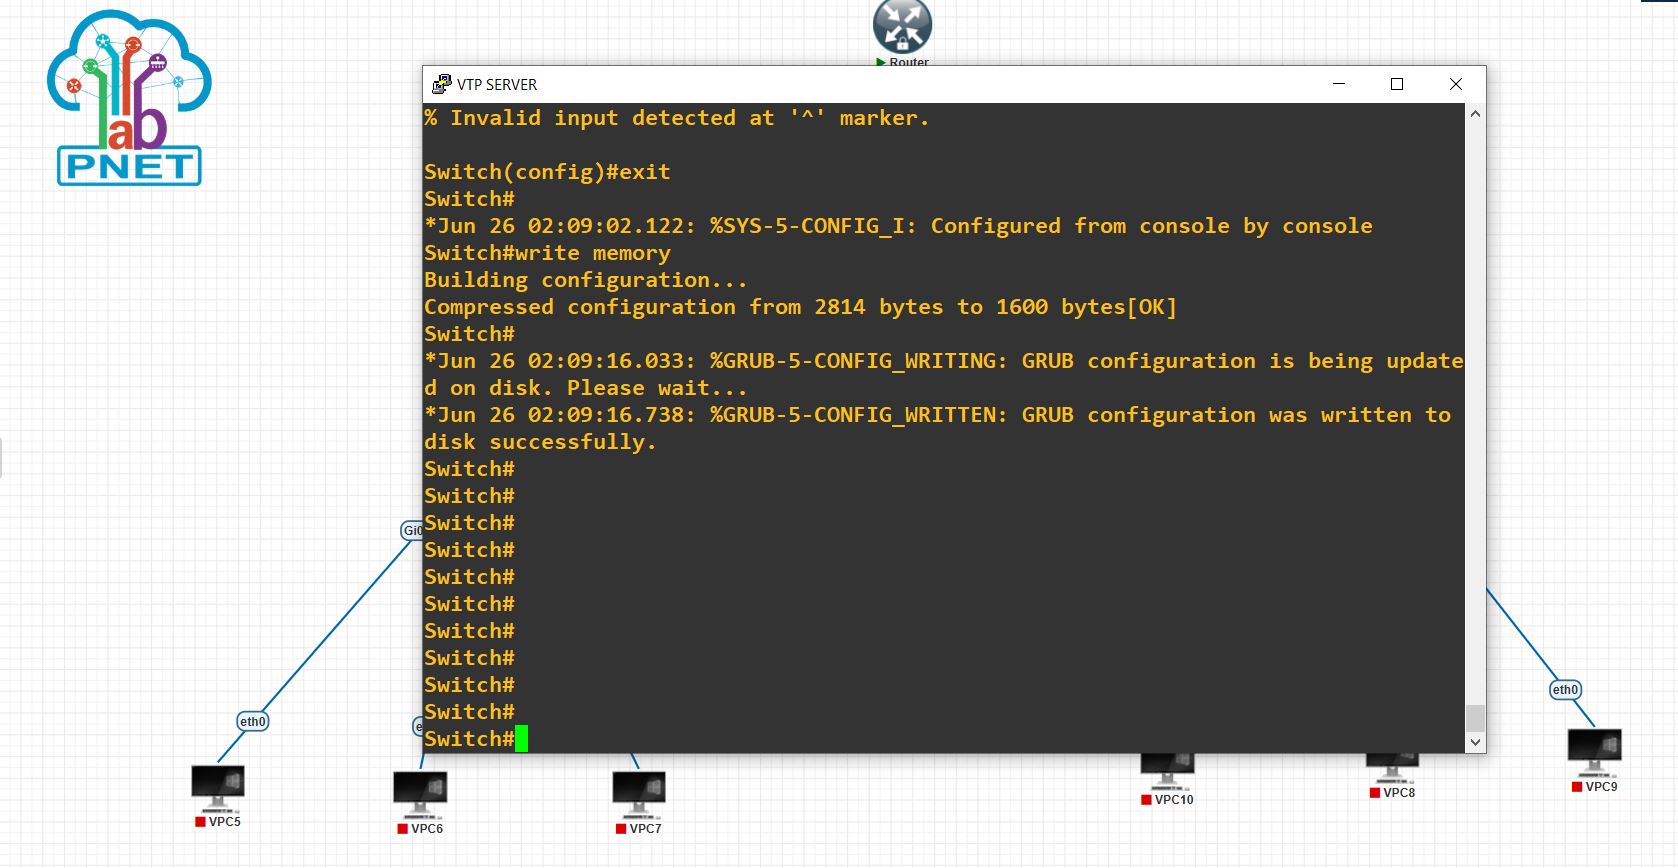 lab
PNET
Router
VTP SERVER
% Invalid input detected at '^' marker.
Switch(config)#exit
Switch#
*Jun 26 02:09:02.122: %SYS-5-CONFIG_I: Configured from console by console
Switch#write memory
Building configuration...
Compressed configuration from 2814 bytes to 1600 bytes[OK]
Switch#
*Jun 26 02:09:16.033: %GRUB-5-CONFIG_WRITING: GRUB configuration is being update
d on disk. Please wait...
*Jun 26 02:09:16.738: %GRUB-5-CONFIG_WRITTEN: GRUB configuration was written to
disk successfully.
Switch#
Switch#
Switch#
Switch#
Switch#
Switch#
Switch#
Switch#
Switch#
Switch#
Switch#
eth0
eth0
VPC5
VPC6
VPC7
VPC10
VPC8
VPC9